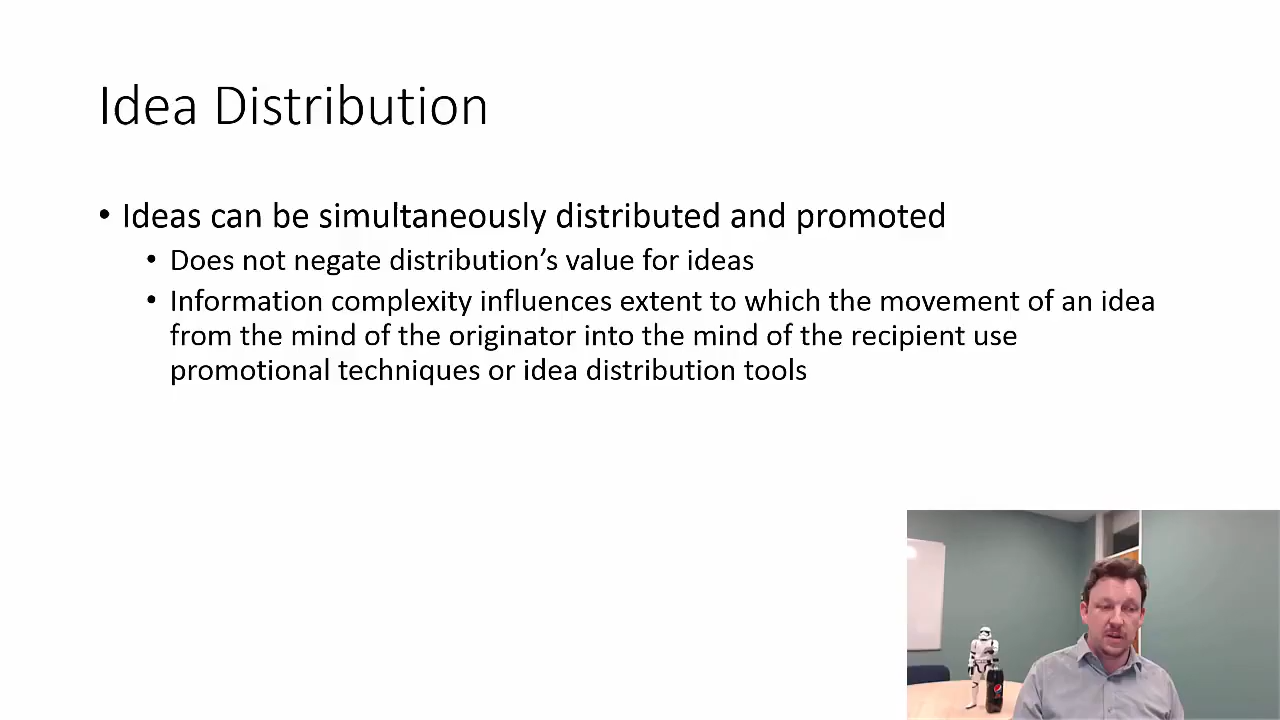 Idea Distribution
• Ideas can be simultaneously distributed and promoted
• Does not negate distribution’s value for ideas
• Information complexity influences extent to which the movement of an idea
from the mind of the originator into the mind of the recipient use
promotional techniques or idea distribution tools